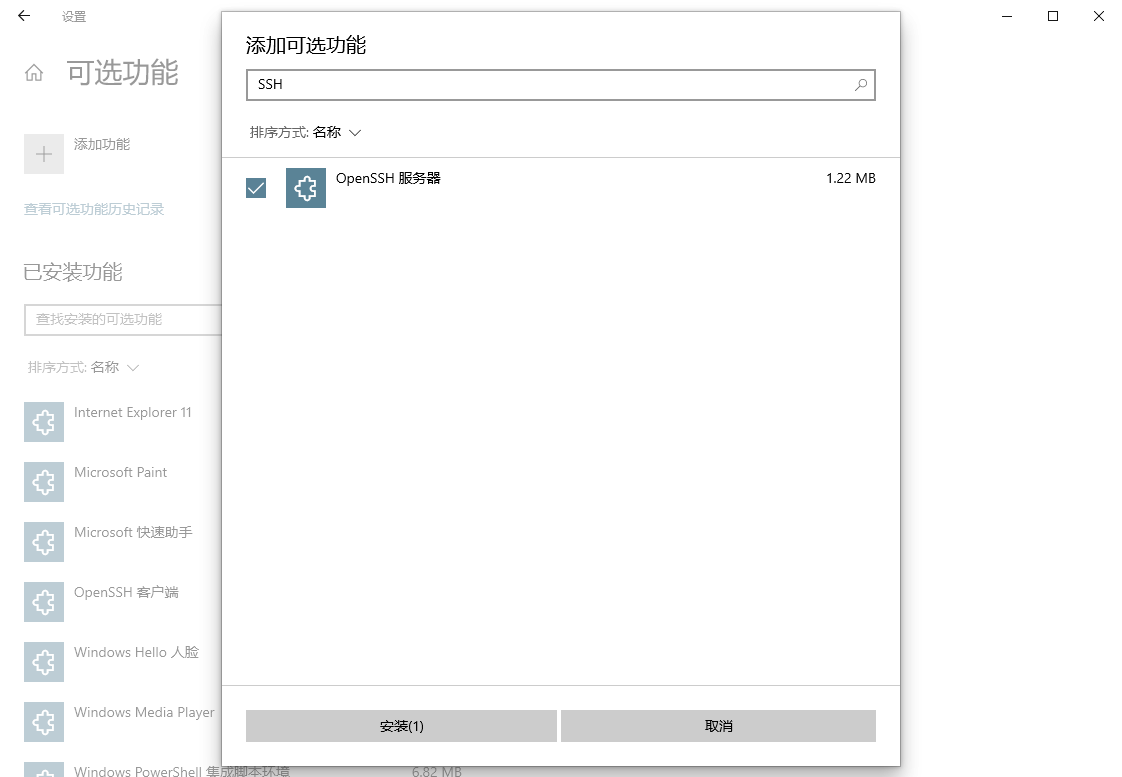 设置
可选功能
添加功能
查看可选功能历史记录
已安装功能
查找安装的可选功能
排序方式: 名称
Internet Explorer 11
Microsoft Paint
Microsoft 快速助手
OpenSSH 客户端
Windows Hello 人脸
Windows Media Player
Windows PowerShell 集成脚本环境
6.82 MB
添加可选功能
SSH
排序方式: 名称
OpenSSH 服务器
1.22 MB
安装(1)
取消